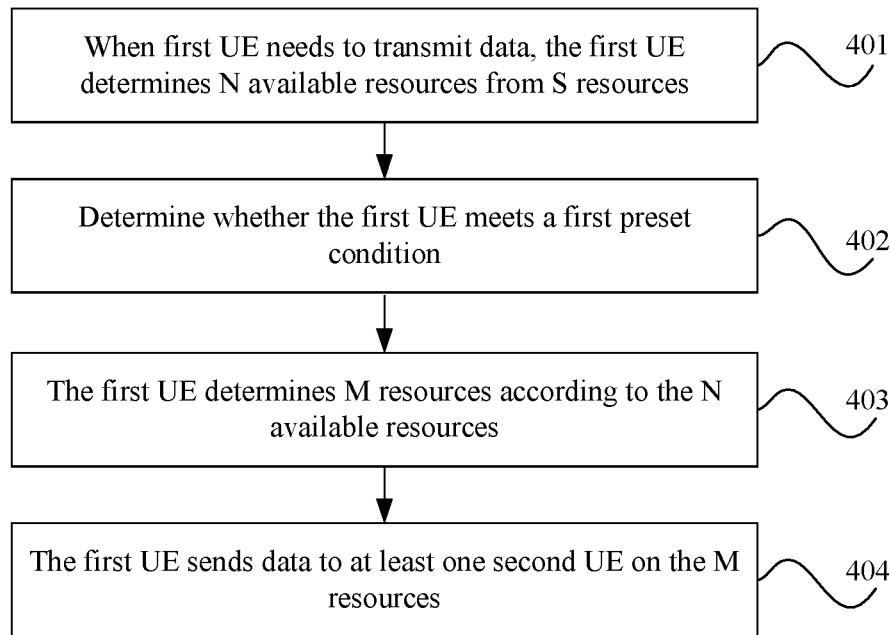 When first UE needs to transmit data, the first UE
determines N available resources from S resources
401
Determine whether the first UE meets a first preset
condition
402
The first UE determines M resources according to the N
available resources
403
The first UE sends data to at least one second UE on the M
resources
404